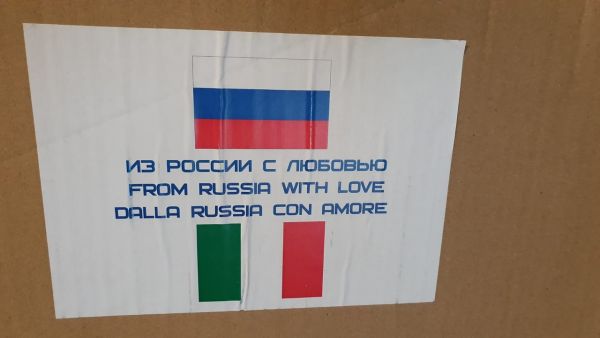 ИЗ РОССИИ С ЛЮБОВЬЮ
FROM RUSSIA WITH LOVE
DALLA RUSSIA CON AMORE